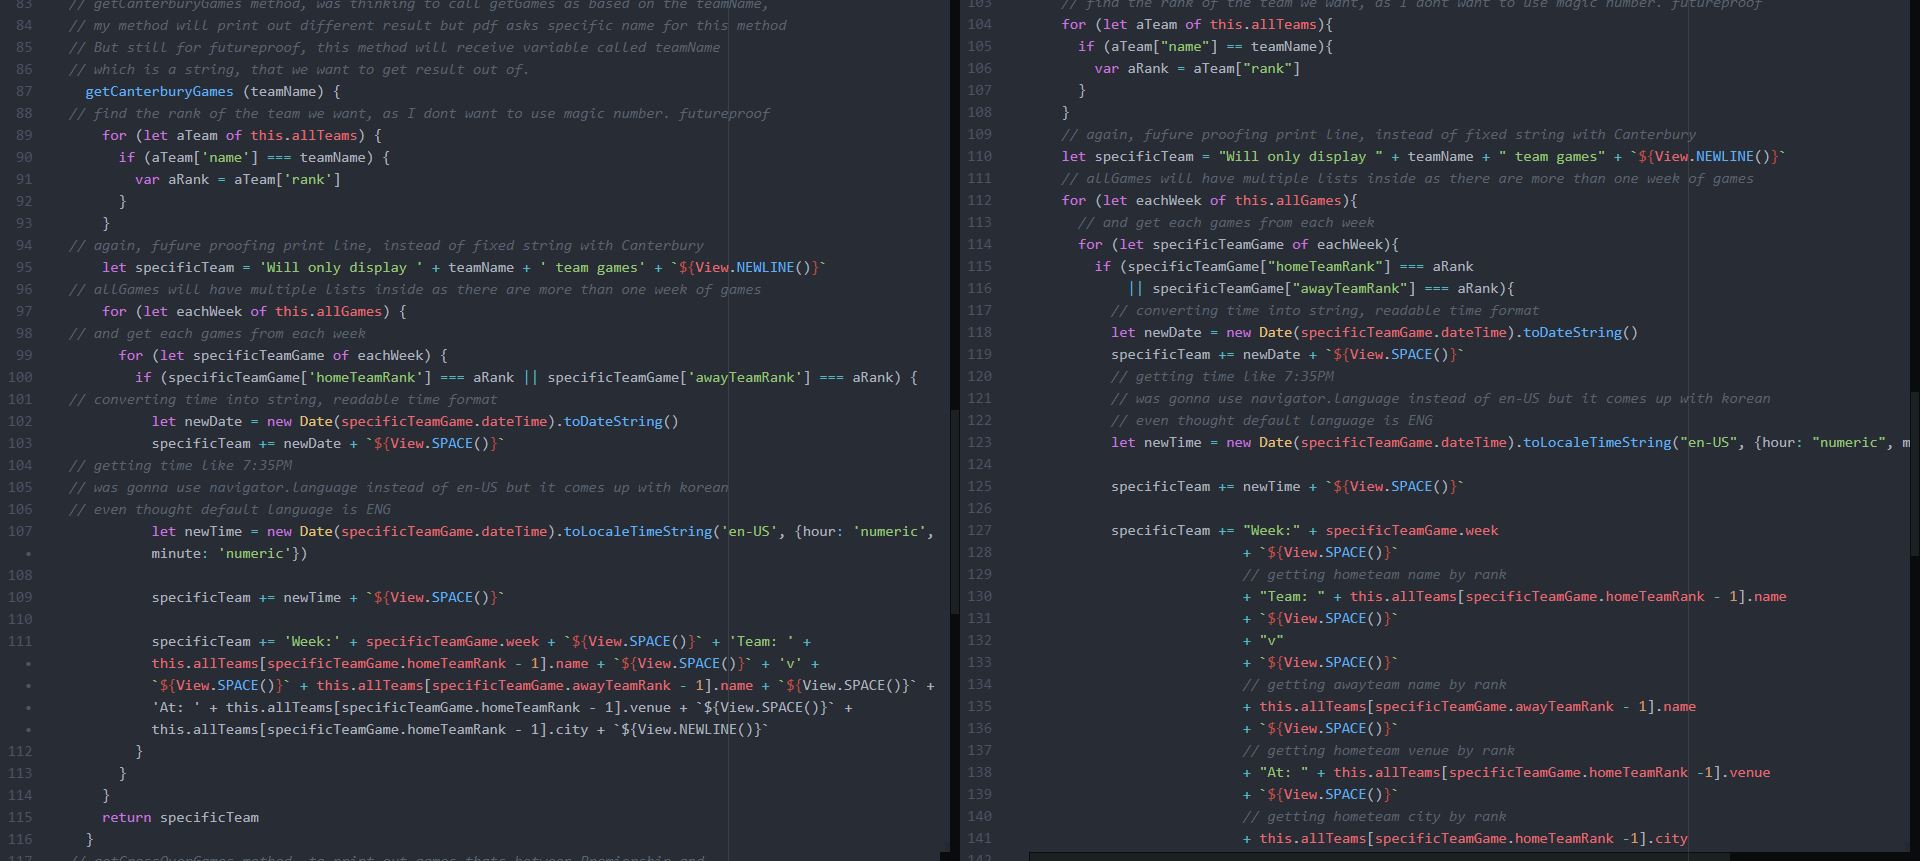 83 // getCanterburyGames method, was thinking to call getGames as based on the teamName,
84 // my method will print out different result but pdf asks specific name for this method
85 // But still for futureproof, this method will receive variable called teamName
86 // which is a string, that we want to get result out of.
87 getCanterburyGames (teamName) {
88 // find the rank of the team we want, as I dont want to use magic number. futureproof
89 for (let aTeam of this.allTeams) {
90 if (aTeam['name'] === teamName) {
91 var aRank = aTeam['rank']
92 }
93 }
94 // again, fufure proofing print line, instead of fixed string with Canterbury
95 let specificTeam = 'Will only display ' + teamName + ' team games' + `${View.NEWLINE()}`
96 // allGames will have multiple lists inside as there are more than one week of games
97 for (let eachWeek of this.allGames) {
98 // and get each games from each week
99 for (let specificTeamGame of eachWeek) {
100 if (specificTeamGame['homeTeamRank'] === aRank || specificTeamGame['awayTeamRank'] === aRank) {
101 // converting time into string, readable time format
102 let newDate = new Date(specificTeamGame.dateTime).toDateString()
103 specificTeam += newDate + `${View.SPACE()}`
104 // getting time like 7:35PM
105 // was gonna use navigator.language instead of en-US but it comes up with korean
106 // even thought default language is ENG
107 let newTime = new Date(specificTeamGame.dateTime).toLocaleTimeString('en-US', {hour: 'numeric',
• minute: 'numeric'})
108
109 specificTeam += newTime + `${View.SPACE()}`
110
111 specificTeam += 'Week:' + specificTeamGame.week + `${View.SPACE()}` + 'Team: ' +
• this.allTeams[specificTeamGame.homeTeamRank - 1].name + `${View.SPACE()}` + 'v' +
• `${View.SPACE()}` + this.allTeams[specificTeamGame.awayTeamRank - 1].name + `${View.SPACE()}` +
• 'At: ' + this.allTeams[specificTeamGame.homeTeamRank - 1].venue + `${View.SPACE()}` +
• this.allTeams[specificTeamGame.homeTeamRank - 1].city + `${View.NEWLINE()}`
112 }
113 }
114 }
115 return specificTeam
116 }
117 // getCrossOverGames method, to print out games thats between Premiership and
103 // find the rank of the team we want, as I dont want to use magic number. futureproof
104 for (let aTeam of this.allTeams){
105 if (aTeam["name"] == teamName){
106 var aRank = aTeam["rank"]
107 }
108 }
109 // again, fufure proofing print line, instead of fixed string with Canterbury
110 let specificTeam = "Will only display " + teamName + " team games" + `${View.NEWLINE()}`
111 // allGames will have multiple lists inside as there are more than one week of games
112 for (let eachWeek of this.allGames){
113 // and get each games from each week
114 for (let specificTeamGame of eachWeek){
115 if (specificTeamGame["homeTeamRank"] === aRank
116 || specificTeamGame["awayTeamRank"] === aRank){
117 // converting time into string, readable time format
118 let newDate = new Date(specificTeamGame.dateTime).toDateString()
119 specificTeam += newDate + `${View.SPACE()}`
120 // getting time like 7:35PM
121 // was gonna use navigator.language instead of en-US but it comes up with korean
122 // even thought default language is ENG
123 let newTime = new Date(specificTeamGame.dateTime).toLocaleTimeString("en-US", {hour: "numeric", m
124
125 specificTeam += newTime + `${View.SPACE()}`
126
127 specificTeam += "Week:" + specificTeamGame.week
128 + `${View.SPACE()}`
129 // getting hometeam name by rank
130 + "Team: " + this.allTeams[specificTeamGame.homeTeamRank - 1].name
131 + `${View.SPACE()}`
132 + "v"
133 + `${View.SPACE()}`
134 // getting awayteam name by rank
135 + this.allTeams[specificTeamGame.awayTeamRank - 1].name
136 + `${View.SPACE()}`
137 // getting hometeam venue by rank
138 + "At: " + this.allTeams[specificTeamGame.homeTeamRank -1].venue
139 + `${View.SPACE()}`
140 // getting hometeam city by rank
141 + this.allTeams[specificTeamGame.homeTeamRank -1].city
142